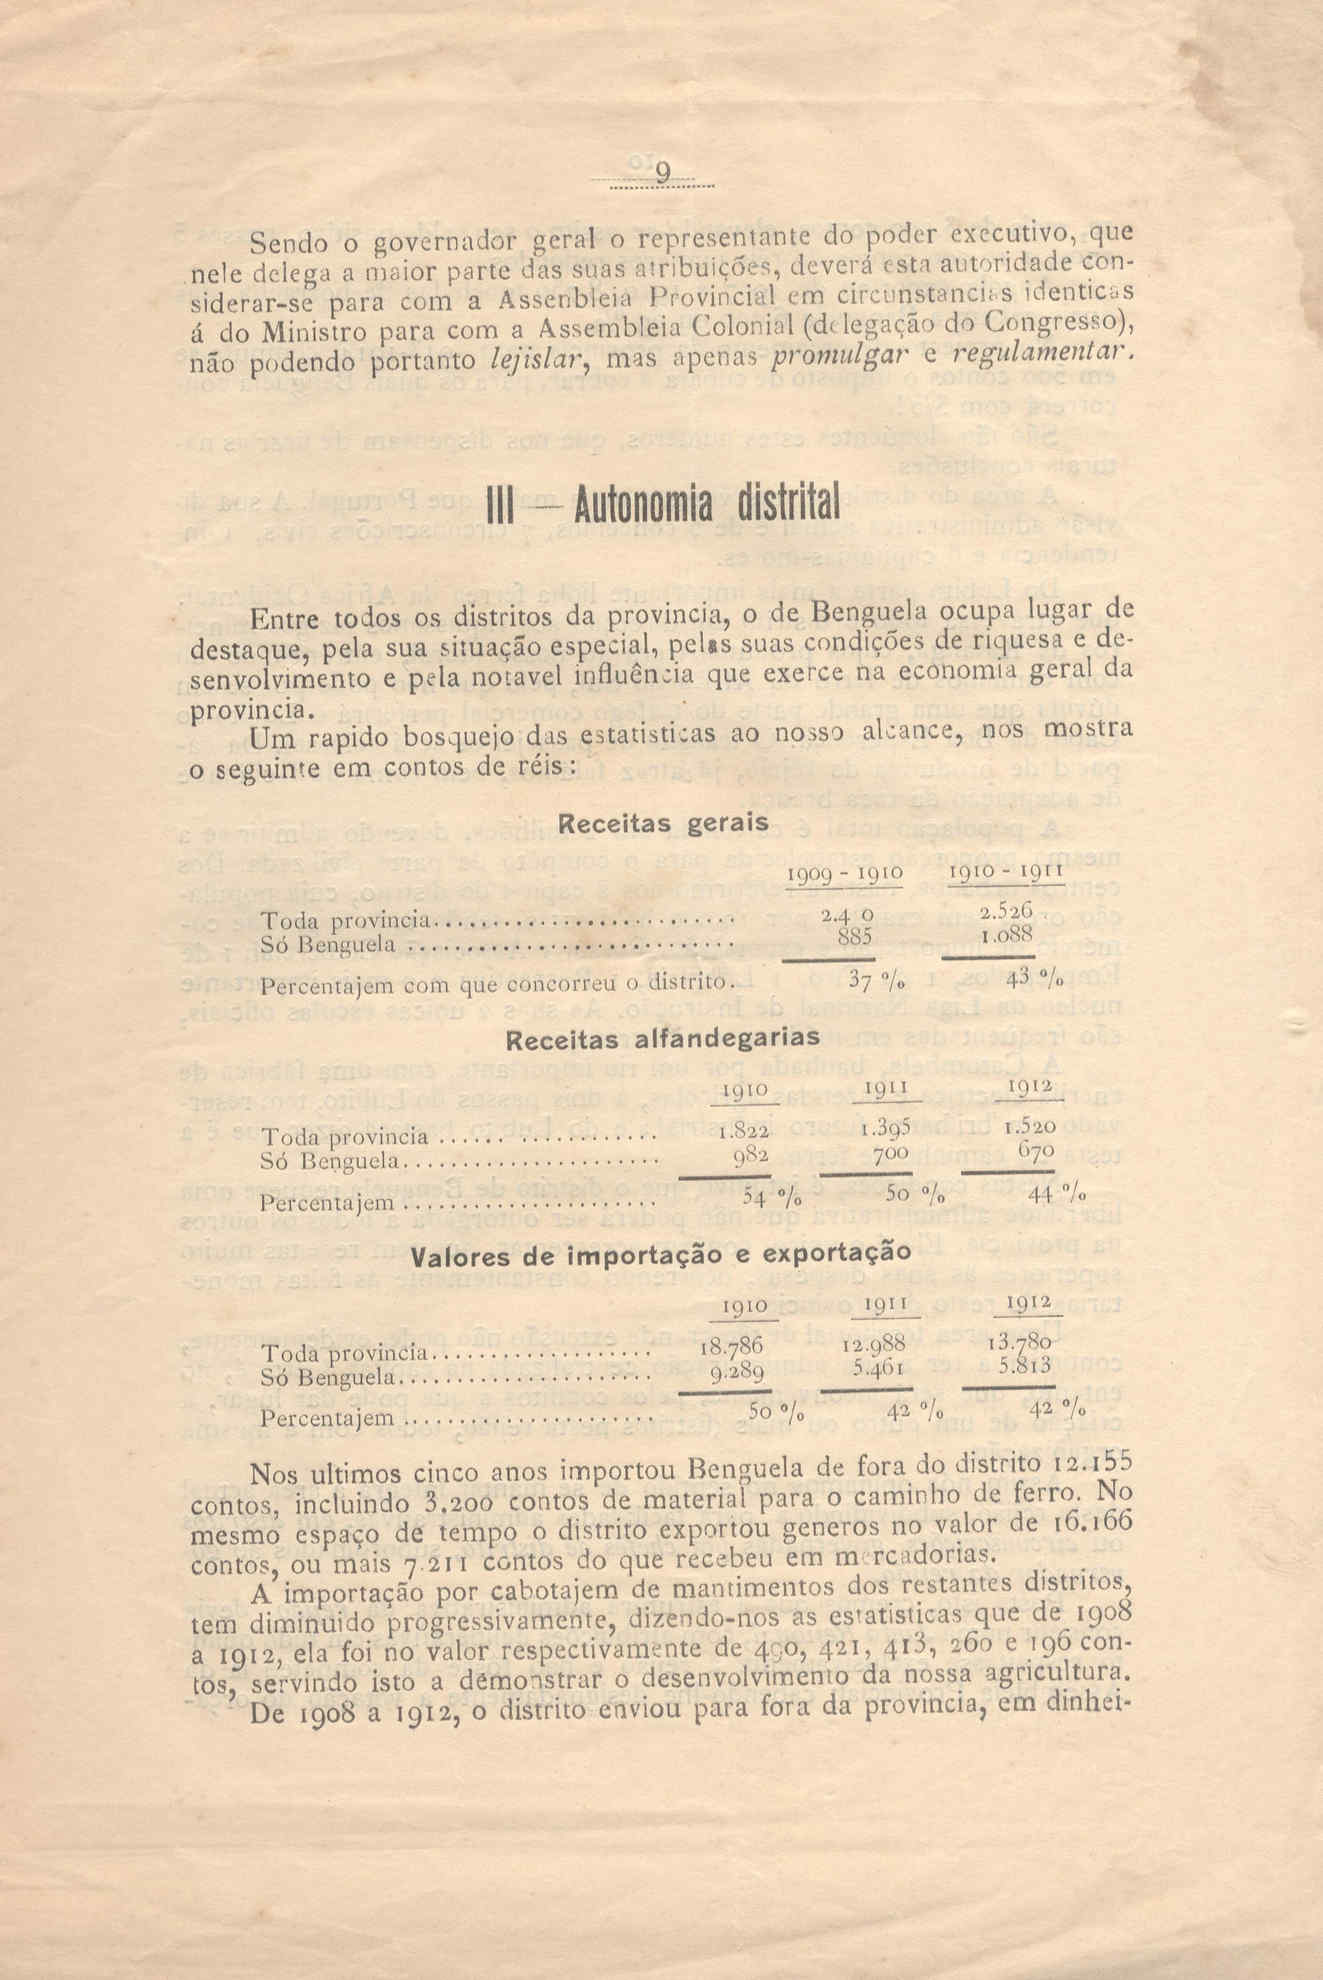 9
Sendo o governador geral o representante do poder executivo, que
nele delega a maior parte das suas atribuições, deverá esta autoridade con-
siderar-se para com a Assembleia Provincial em circunstancias identicas
á do Ministro para com a Assembleia Colonial (delegação do Congresso),
não podendo portanto lejislar, mas apenas promulgar e regulamentar.
III — Autonomia distrital
Entre todos os distritos da provincia, o de Benguela ocupa lugar de
destaque, pela sua situação especial, pelas suas condições de riquesa e de-
senvolvimento e pela notavel influência que exerce na economia geral da
provincia.
Um rapido bosquejo das estatisticas ao nosso alcance, nos mostra
o seguinte em contos de réis:
Receitas gerais
1909 - 1910 1910 - 1911
Toda provincia.......................... 2.4 0 2.526
Só Benguela ............................ 885 1.088
Percentajem com que concorreu o distrito. 37 % 43 %
Receitas alfandegarias
1910 1911 1912
Toda provincia ...... ............ 1.822 1.395 1.520
Só Benguela...................... 982 700 670
Percentajem ...................... 54 % 50 % 44 %
Valores de importação e exportação
1910 1911 1912
Toda provincia................... 18.786 12.988 13.780
Só Benguela...................... 9.289 5.461 5.813
Percentajem ...................... 50 % 42 % 42 %
Nos ultimos cinco anos importou Benguela de fora do distrito 12.155
contos, incluindo 3.200 contos de material para o caminho de ferro. No
mesmo espaço de tempo o distrito exportou generos no valor de 16.166
contos, ou mais 7.211 contos do que recebeu em mercadorias.
A importação por cabotajem de mantimentos dos restantes distritos,
tem diminuido progressivamente, dizendo-nos as estatisticas que de 1908
a 1912, ela foi no valor respectivamente de 490, 421, 413, 260 e 196 con-
tos, servindo isto a demonstrar o desenvolvimento da nossa agricultura.
De 1908 a 1912, o distrito enviou para fora da provincia, em dinhei-